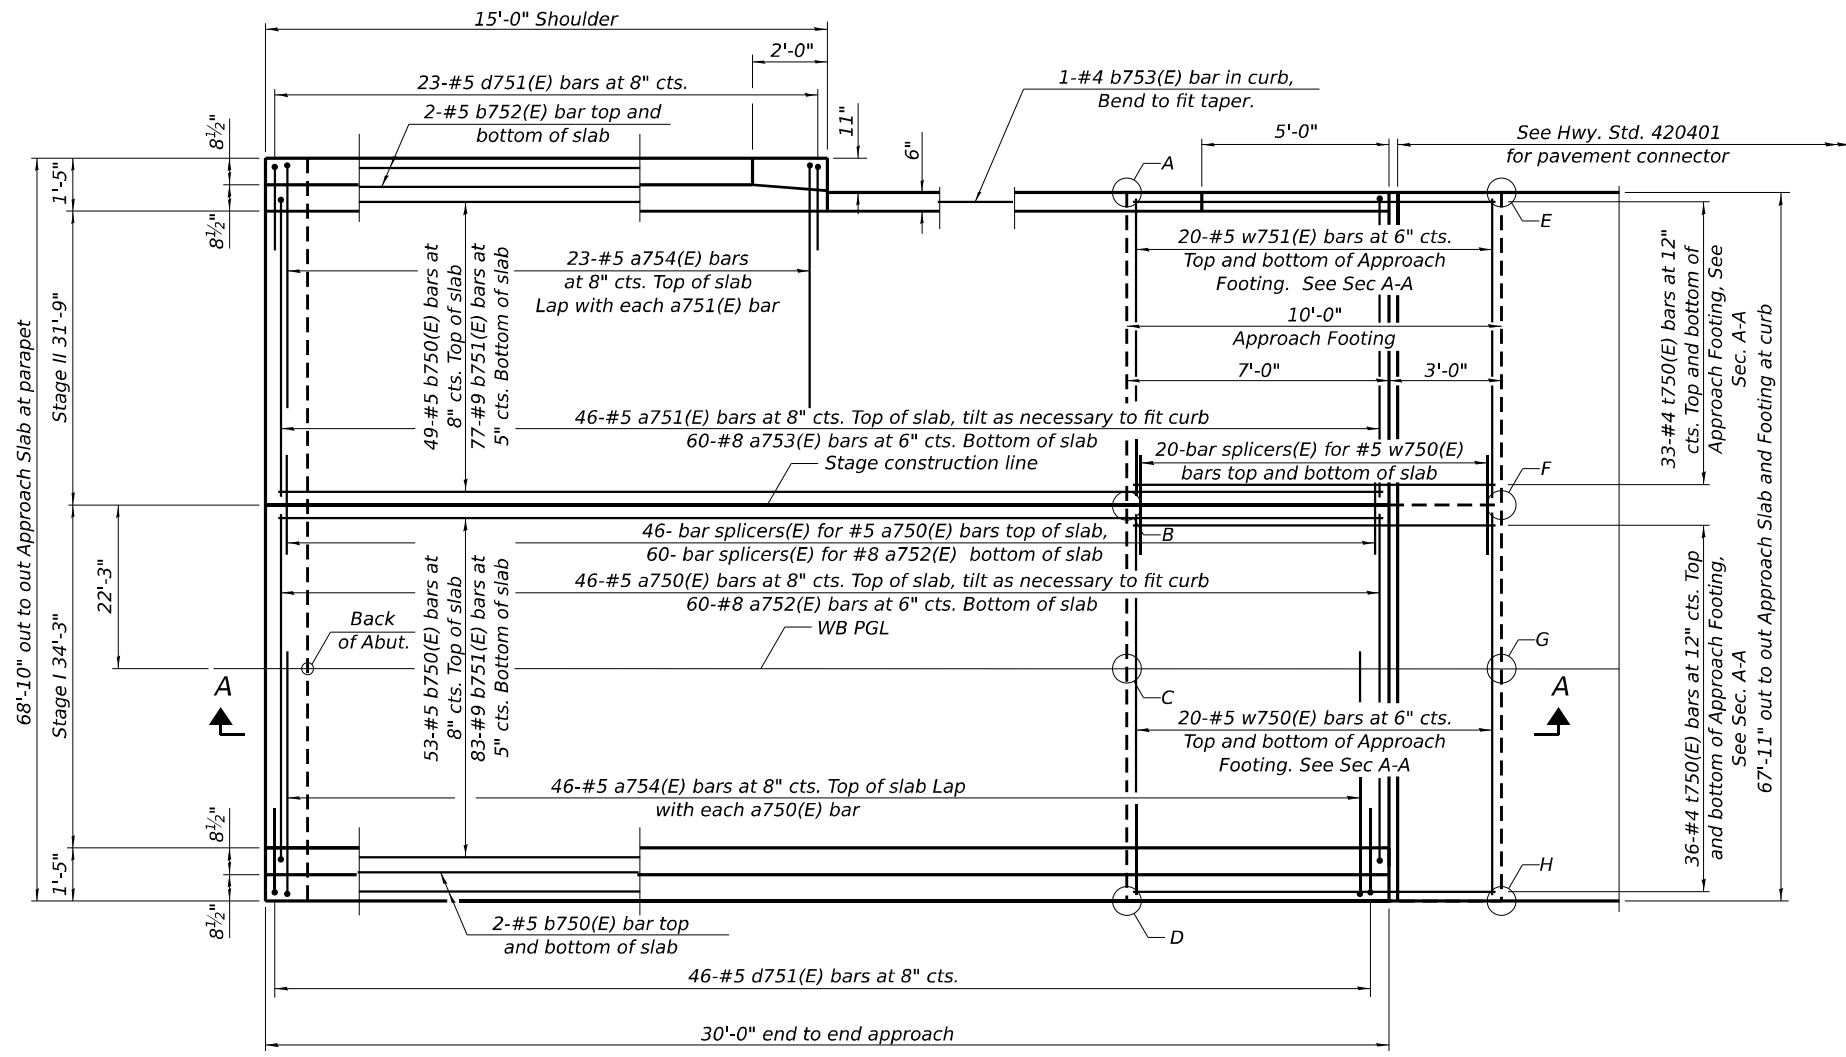 15'-0" Shoulder
2'-0"
23-#5 d751(E) bars at 8" cts.
2-#5 b752(E) bar top and
bottom of slab
1-#4 b753(E) bar in curb,
Bend to fit taper.
11"
6"
5'-0"
See Hwy. Std. 420401
for pavement connector
8½"
8½"
1'-5"
A
E
20-#5 w751(E) bars at 6" cts.
Top and bottom of Approach
Footing. See Sec A-A
10'-0"
Approach Footing
7'-0"
3'-0"
23-#5 a754(E) bars
at 8" cts. Top of slab
Lap with each a751(E) bar
49-#5 b750(E) bars at
8" cts. Top of slab
77-#9 b751(E) bars at
5" cts. Bottom of slab
Stage II 31'-9"
68'-10" out to out Approach Slab at parapet
33-#4 t750(E) bars at 12"
cts. Top and bottom of
Approach Footing, See
Sec. A-A
67'-11" out to out Approach Slab and Footing at curb
46-#5 a751(E) bars at 8" cts. Top of slab, tilt as necessary to fit curb
60-#8 a753(E) bars at 6" cts. Bottom of slab
Stage construction line
20-bar splicers(E) for #5 w750(E)
bars top and bottom of slab
F
B
46- bar splicers(E) for #5 a750(E) bars top of slab,
60- bar splicers(E) for #8 a752(E) bottom of slab
46-#5 a750(E) bars at 8" cts. Top of slab, tilt as necessary to fit curb
60-#8 a752(E) bars at 6" cts. Bottom of slab
WB PGL
22'-3"
Back
of Abut.
53-#5 b750(E) bars at
8" cts. Top of slab
83-#9 b751(E) bars at
5" cts. Bottom of slab
Stage I 34'-3"
A
A
C
G
36-#4 t750(E) bars at 12" cts. Top
and bottom of Approach Footing,
See Sec. A-A
20-#5 w750(E) bars at 6" cts.
Top and bottom of Approach
Footing. See Sec A-A
46-#5 a754(E) bars at 8" cts. Top of slab Lap
with each a750(E) bar
8½"
8½"
1'-5"
H
D
2-#5 b750(E) bar top
and bottom of slab
46-#5 d751(E) bars at 8" cts.
30'-0" end to end approach